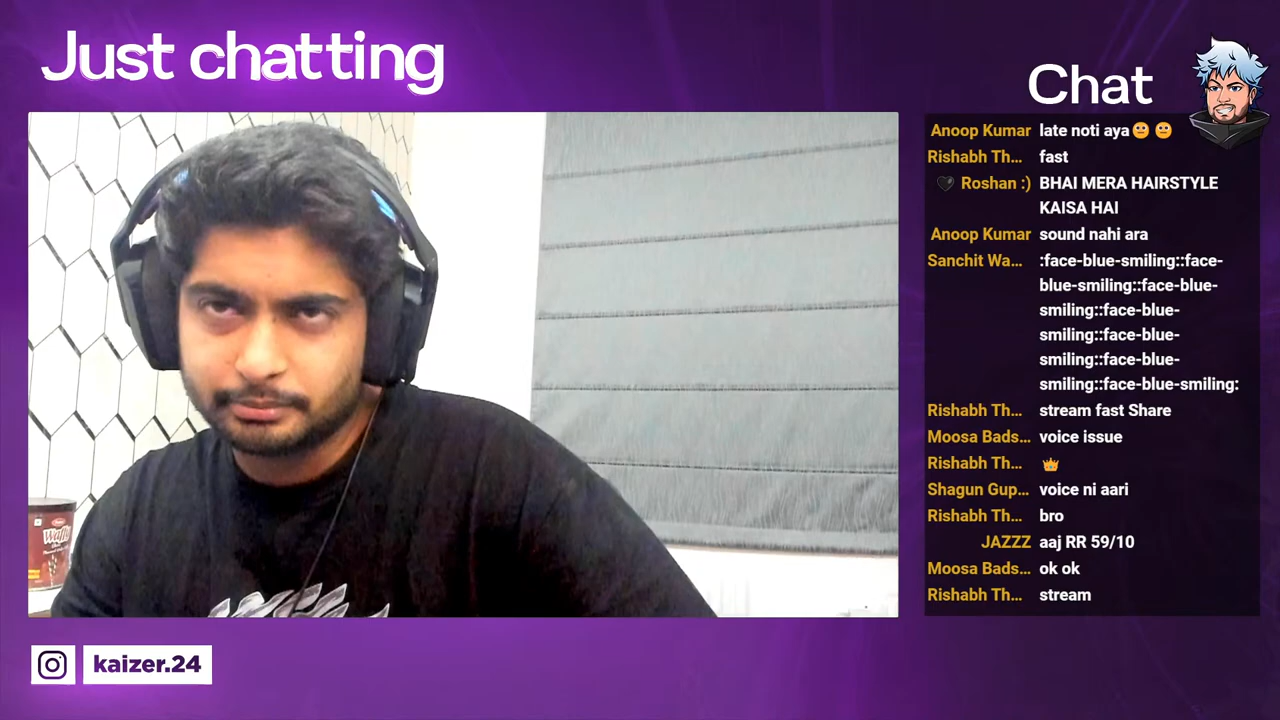 Just chatting
Chat
Anoop Kumar late noti aya😐😐
Rishabh Th... fast
🖤 Roshan :) BHAI MERA HAIRSTYLE
KAISA HAI
Anoop Kumar sound nahi ara
Sanchit Wa... :face-blue-smiling::face-
blue-smiling::face-blue-
smiling::face-blue-
smiling::face-blue-
smiling::face-blue-
smiling::face-blue-smiling:
Rishabh Th... stream fast Share
Moosa Bads... voice issue
Rishabh Th... 👑
Shagun Gup... voice ni aari
Rishabh Th... bro
JAZZZ aaj RR 59/10
Moosa Bads... ok ok
Rishabh Th... stream
kaizer.24